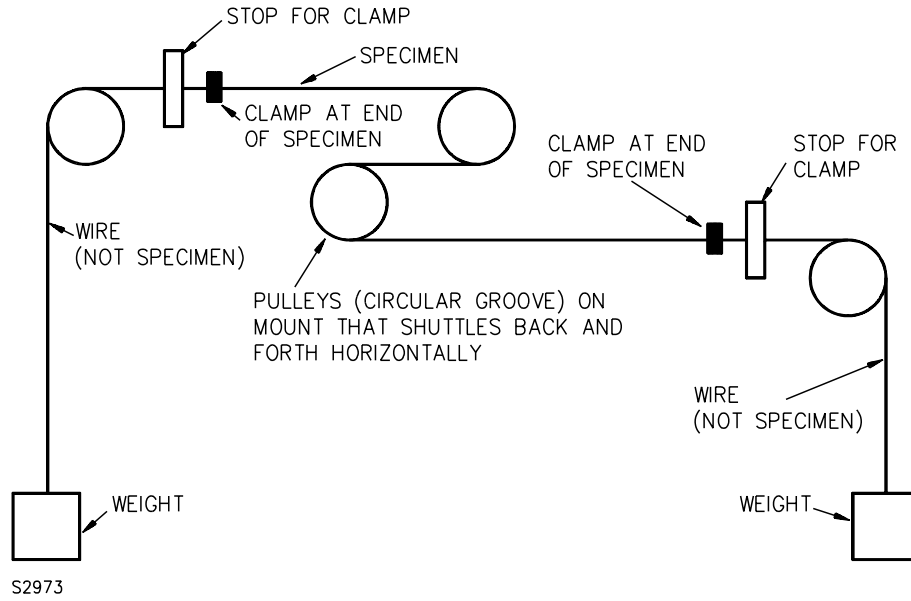 STOP FOR CLAMP
SPECIMEN
CLAMP AT END
OF SPECIMEN
CLAMP AT END
OF SPECIMEN
STOP FOR
CLAMP
WIRE
(NOT SPECIMEN)
PULLEYS (CIRCULAR GROOVE) ON
MOUNT THAT SHUTTLES BACK AND
FORTH HORIZONTALLY
WIRE
(NOT SPECIMEN)
WEIGHT
WEIGHT
S2973